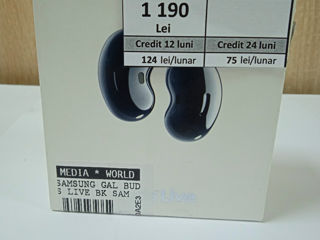 1 190
Lei
Credit 12 luni
Credit 24 luni
124 lei/lunar
75 lei/lunar
MEDIA * WORLD
SAMSUNG GAL BUD
S LIVE BK SAM
Live